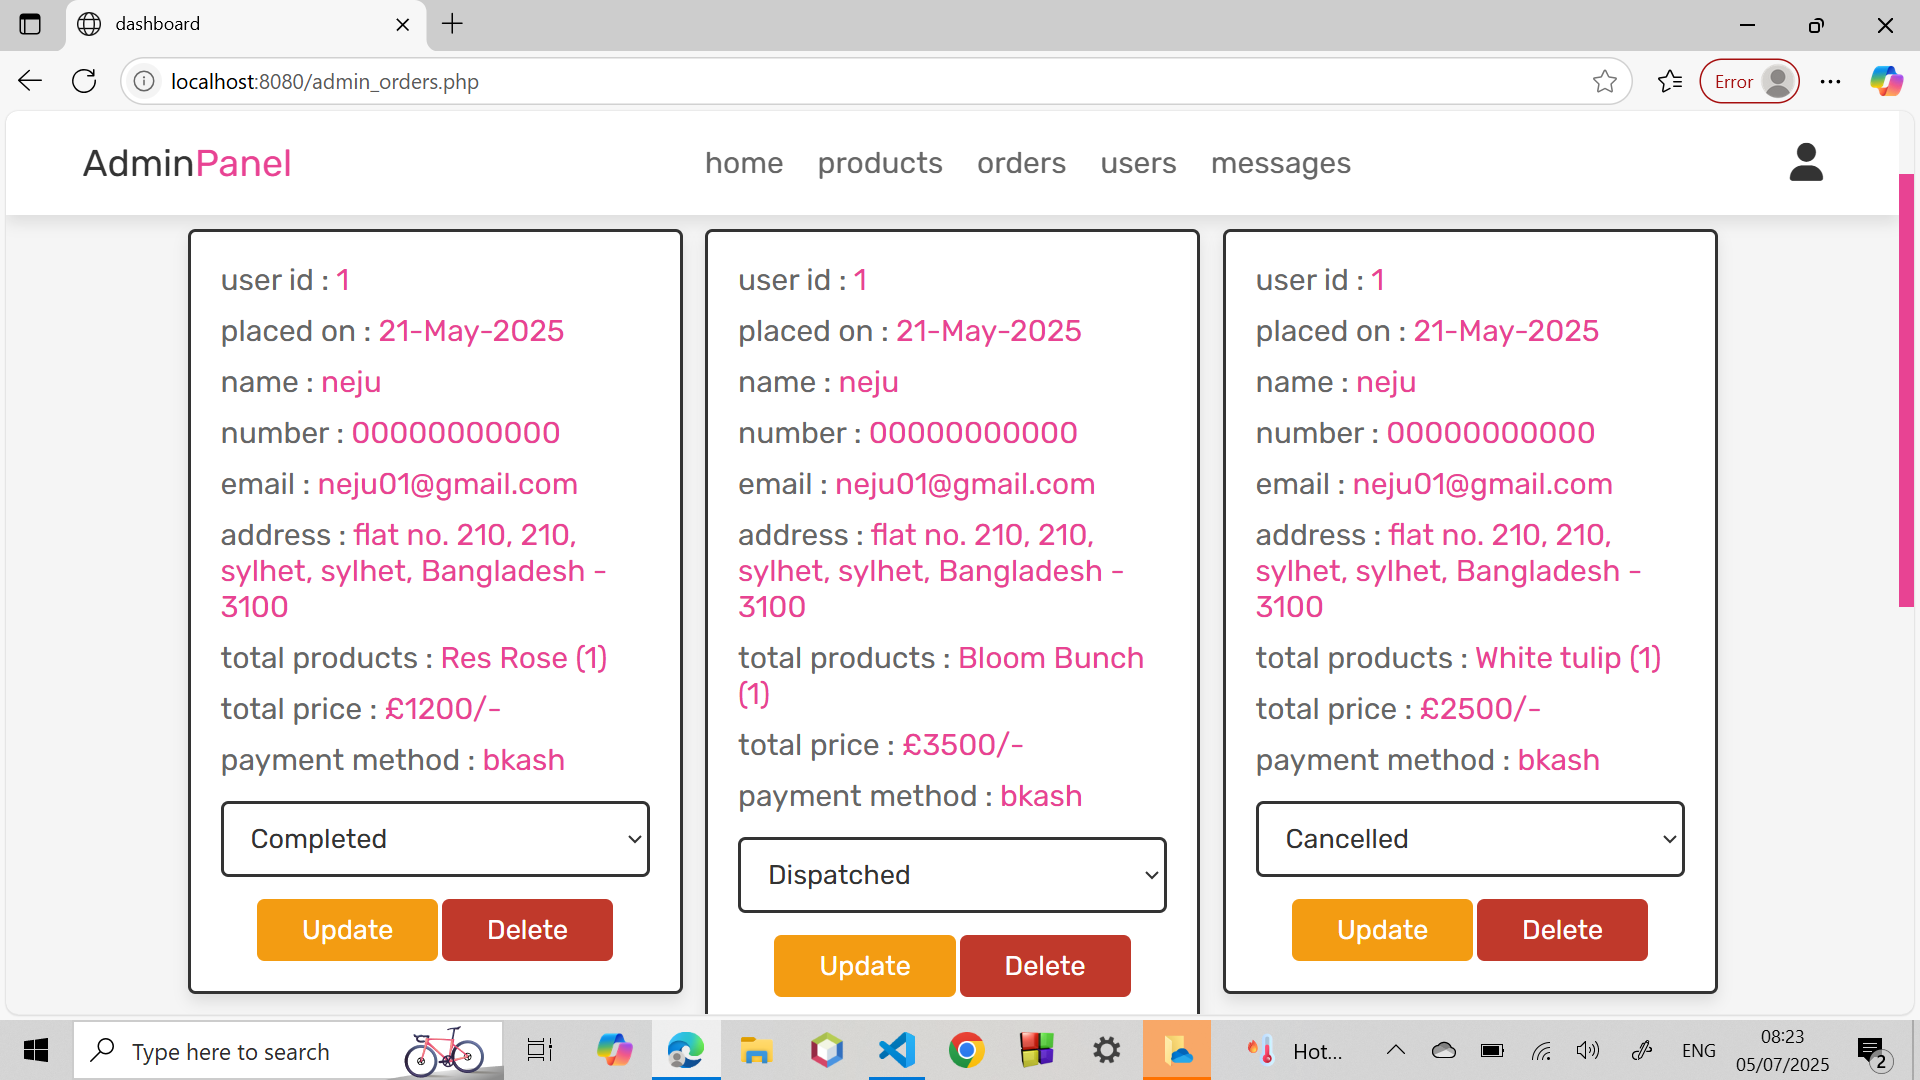 dashboard
localhost:8080/admin_orders.php
Error
AdminPanel
home products orders users messages
user id : 1
placed on : 21-May-2025
name : neju
number : 00000000000
email : neju01@gmail.com
address : flat no. 210, 210,
sylhet, sylhet, Bangladesh -
3100
total products : Res Rose (1)
total price : £1200/-
payment method : bkash
Completed
Update Delete
user id : 1
placed on : 21-May-2025
name : neju
number : 00000000000
email : neju01@gmail.com
address : flat no. 210, 210,
sylhet, sylhet, Bangladesh -
3100
total products : Bloom Bunch
(1)
total price : £3500/-
payment method : bkash
Dispatched
Update Delete
user id : 1
placed on : 21-May-2025
name : neju
number : 00000000000
email : neju01@gmail.com
address : flat no. 210, 210,
sylhet, sylhet, Bangladesh -
3100
total products : White tulip (1)
total price : £2500/-
payment method : bkash
Cancelled
Update Delete
Type here to search
Hot...
ENG
08:23
05/07/2025
2